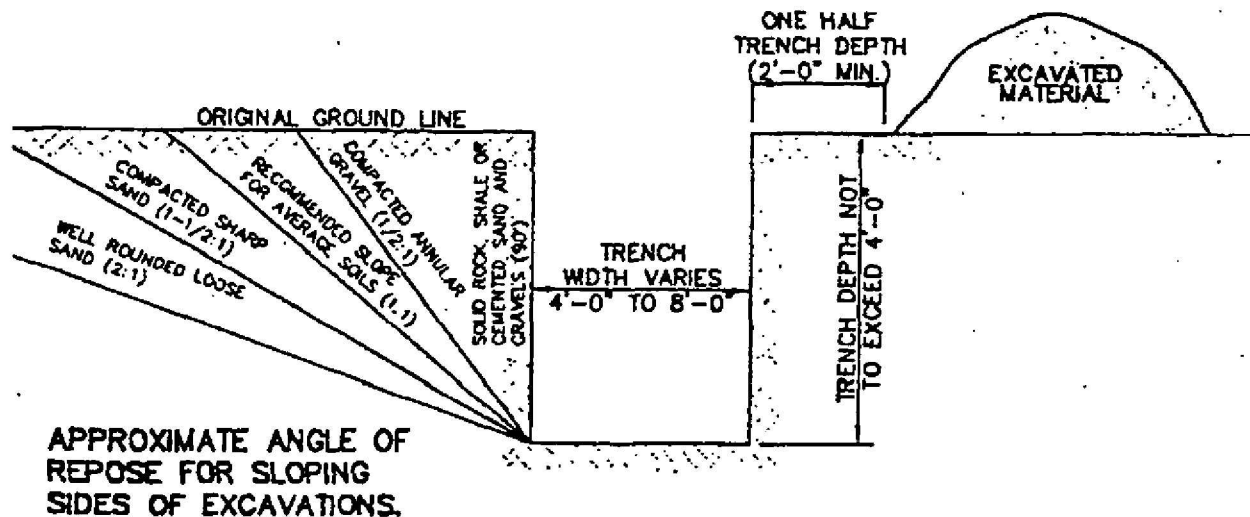 ONE HALF
TRENCH DEPTH
(2'-0" MIN.)
EXCAVATED
MATERIAL
ORIGINAL GROUND LINE
WELL ROUNDED LOOSE
SAND (2:1)
COMPACTED SHARP
SAND (1-1/2:1)
RECOMMENDED SLOPE
FOR AVERAGE
SOILS (1:1)
COMPACTED ANNULAR
GRAVEL (1/2:1)
SOLID ROCK, SHALE OR
CEMENTED SAND AND
GRAVEL'S (90°)
TRENCH
WIDTH VARIES
4'-0" TO 8'-0"
TRENCH DEPTH NOT
TO EXCEED 4'-0"
APPROXIMATE ANGLE OF
REPOSE FOR SLOPING
SIDES OF EXCAVATIONS.